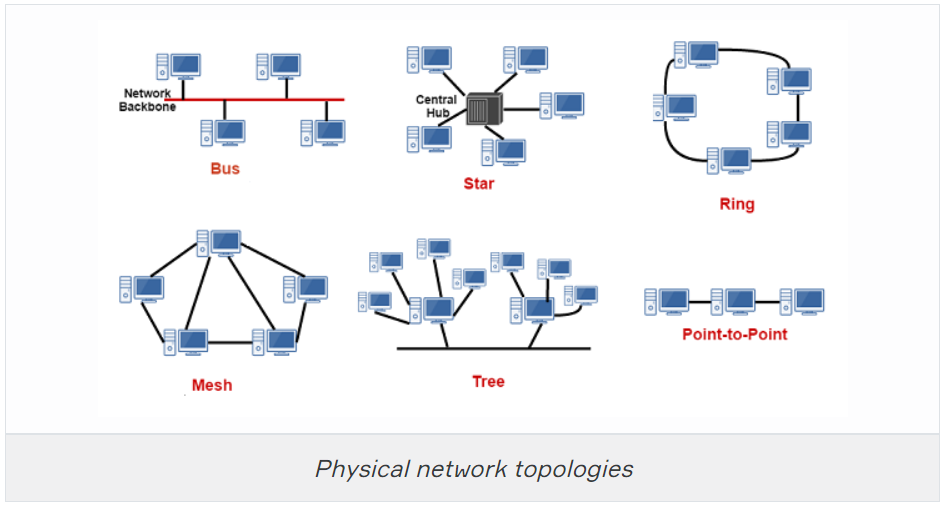 Network
Backbone
Bus
Central
Hub
Star
Ring
Mesh
Tree
Point-to-Point
Physical network topologies